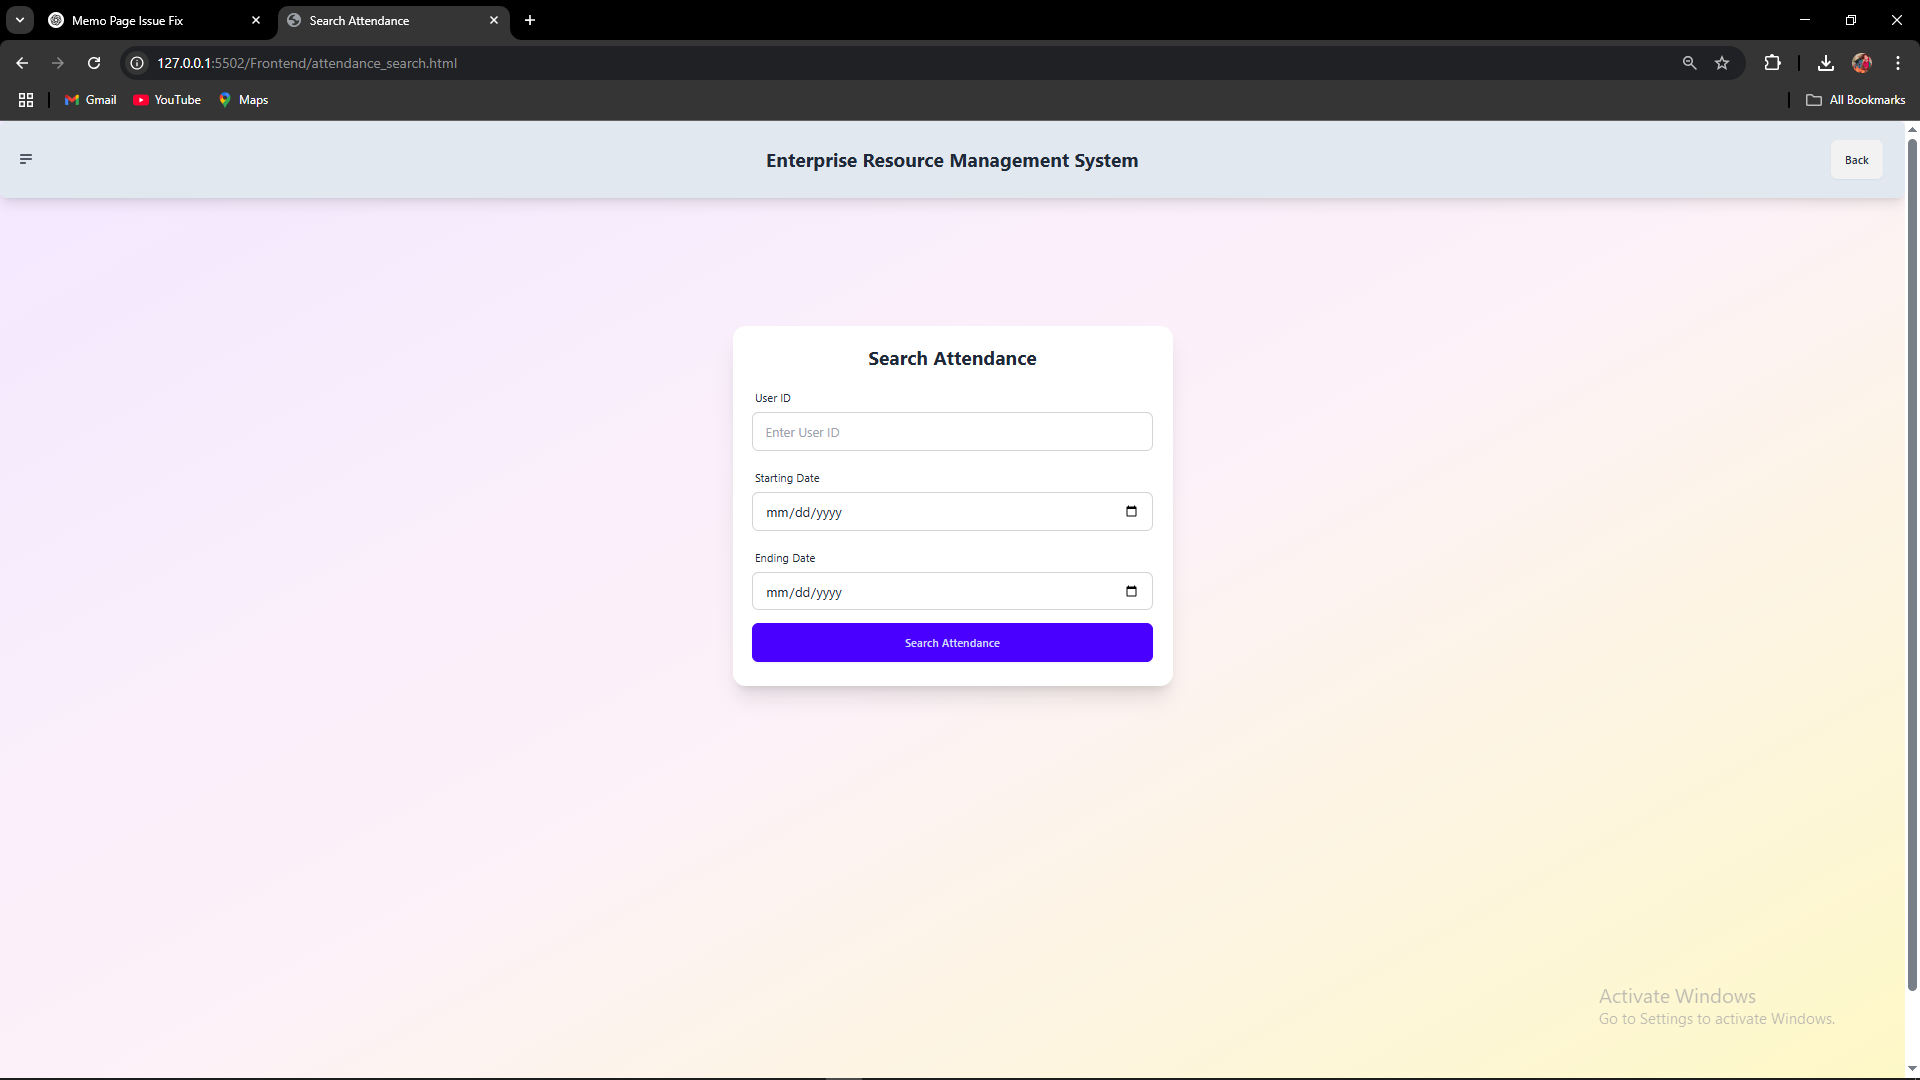 Memo Page Issue Fix
Search Attendance
127.0.0.1:5502/Frontend/attendance_search.html
Gmail
YouTube
Maps
All Bookmarks
Enterprise Resource Management System
Back
Search Attendance
User ID
Enter User ID
Starting Date
mm/dd/yyyy
Ending Date
mm/dd/yyyy
Search Attendance
Activate Windows
Go to Settings to activate Windows.